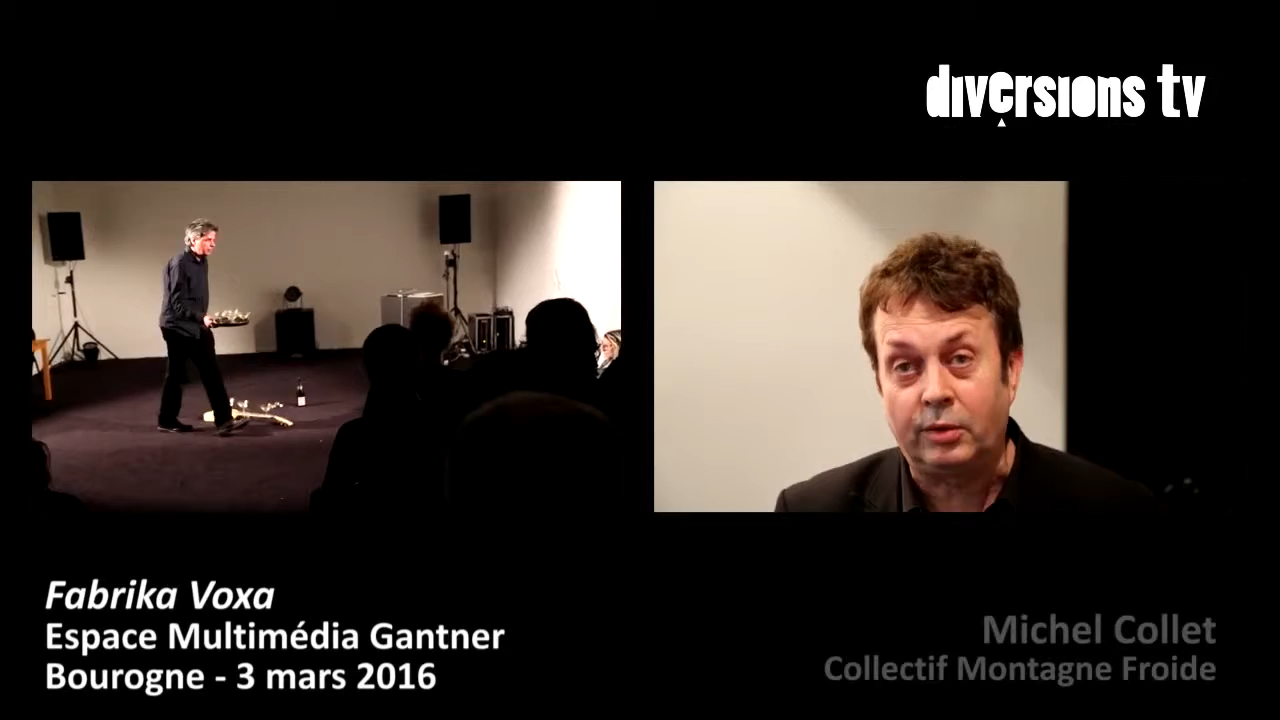 diversions tv
Fabrika Voxa
Espace Multimédia Gantner
Bourogne - 3 mars 2016
Michel Collet
Collectif Montagne Froide